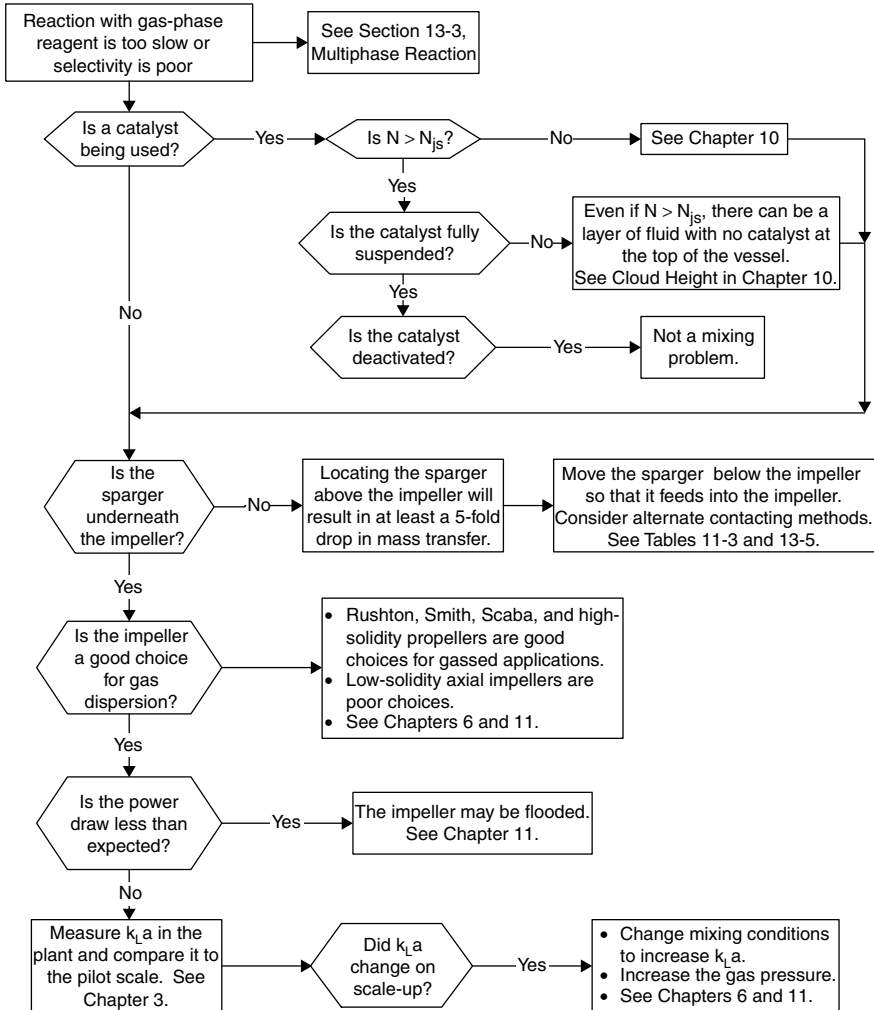 Reaction with gas-phase
reagent is too slow or
selectivity is poor
See Section 13-3,
Multiphase Reaction
Is a catalyst
being used?
Yes
Is N > Njs?
No
See Chapter 10
Yes
Is the catalyst fully
suspended?
No
Even if N > Njs, there can be a
layer of fluid with no catalyst at
the top of the vessel.
See Cloud Height in Chapter 10.
Yes
No
Is the catalyst
deactivated?
Yes
Not a mixing
problem.
Is the
sparger
underneath
the impeller?
No
Locating the sparger
above the impeller will
result in at least a 5-fold
drop in mass transfer.
Move the sparger below the impeller
so that it feeds into the impeller.
Consider alternate contacting methods.
See Tables 11-3 and 13-5.
Yes
Is the impeller
a good choice
for gas
dispersion?
• Rushton, Smith, Scaba, and high-
solidity propellers are good
choices for gassed applications.
• Low-solidity axial impellers are
poor choices.
• See Chapters 6 and 11.
Yes
Is the power
draw less than
expected?
Yes
The impeller may be flooded.
See Chapter 11.
No
Measure kLa in the
plant and compare it to
the pilot scale. See
Chapter 3.
Did kLa
change on
scale-up?
Yes
• Change mixing conditions
to increase kLa.
• Increase the gas pressure.
• See Chapters 6 and 11.